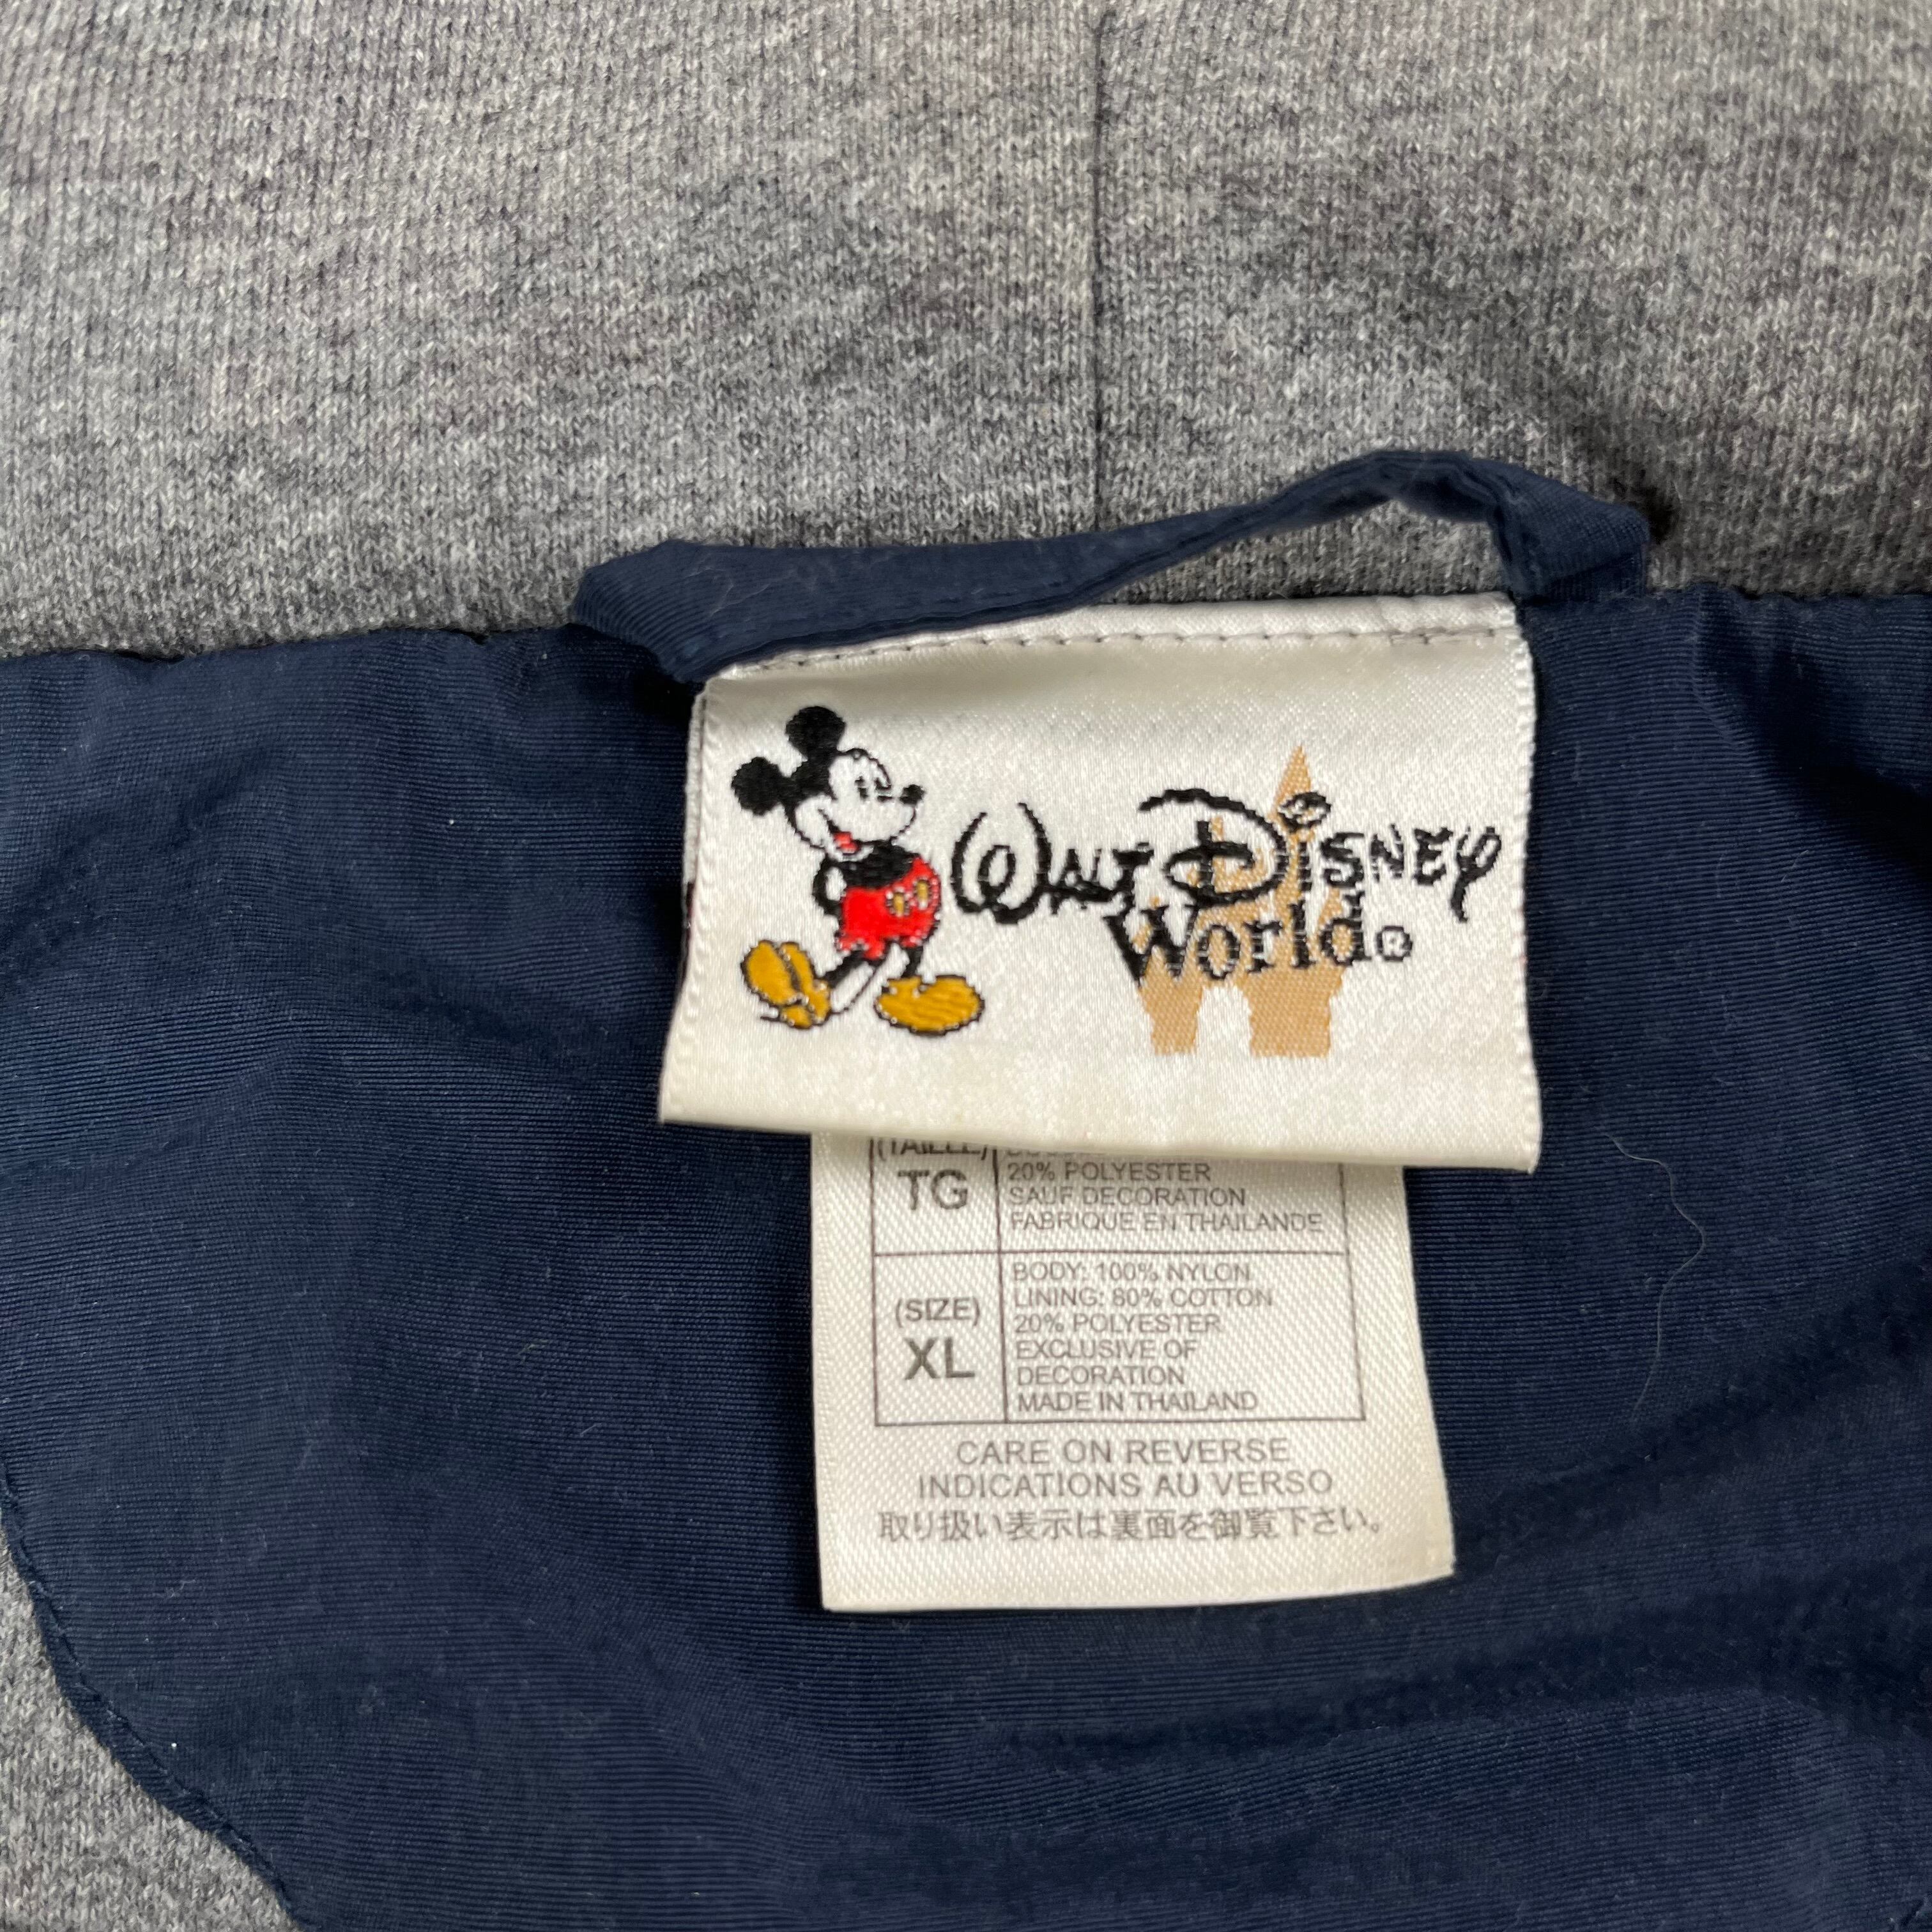 WALT DISNEY
World®
(TAILLE)
TG
20% POLYESTER
SAUF DECORATION
FABRIQUE EN THAILANDE
(SIZE)
XL
BODY: 100% NYLON
LINING: 80% COTTON
20% POLYESTER
EXCLUSIVE OF
DECORATION
MADE IN THAILAND
CARE ON REVERSE
INDICATIONS AU VERSO
取り扱い表示は裏面を御覧下さい。